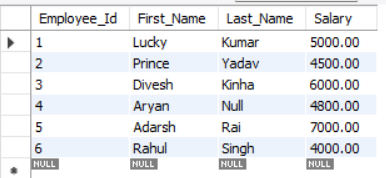 Employee_Id First_Name Last_Name Salary
1 Lucky Kumar 5000.00
2 Prince Yadav 4500.00
3 Divesh Kinha 6000.00
4 Aryan Null 4800.00
5 Adarsh Rai 7000.00
6 Rahul Singh 4000.00
NULL NULL NULL NULL